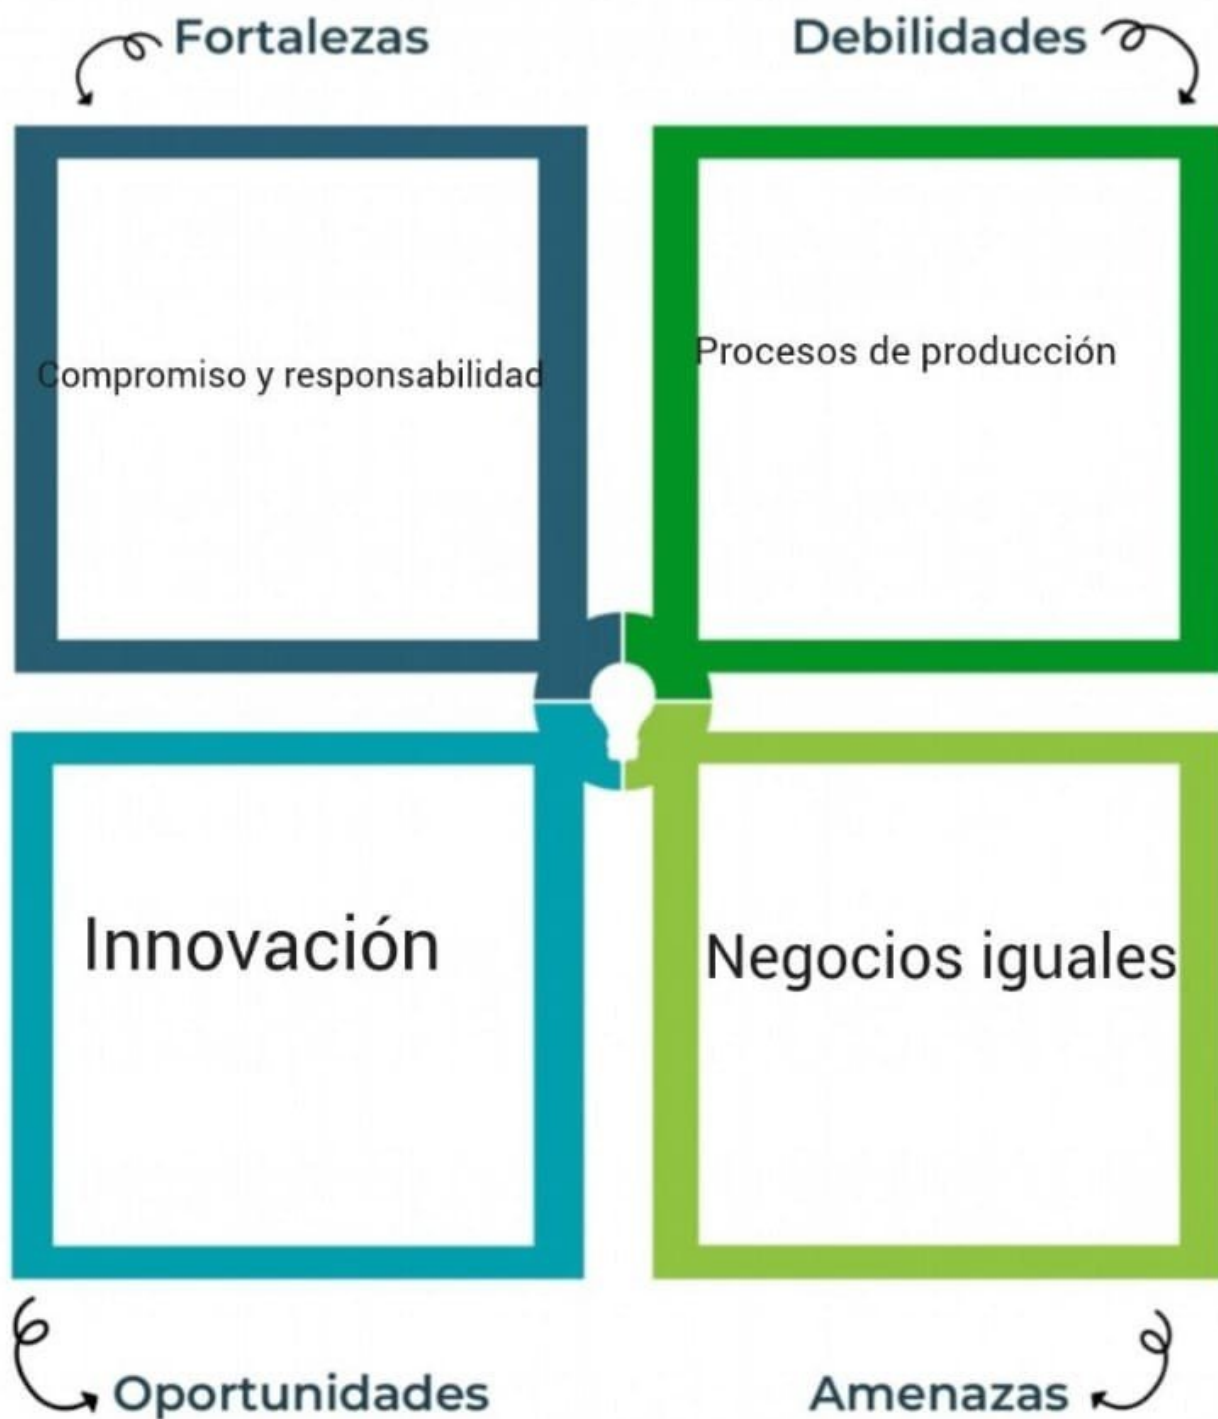 Fortalezas
Debilidades
Compromiso y responsabilidad
Procesos de producción
Innovación
Negocios iguales
Oportunidades
Amenazas